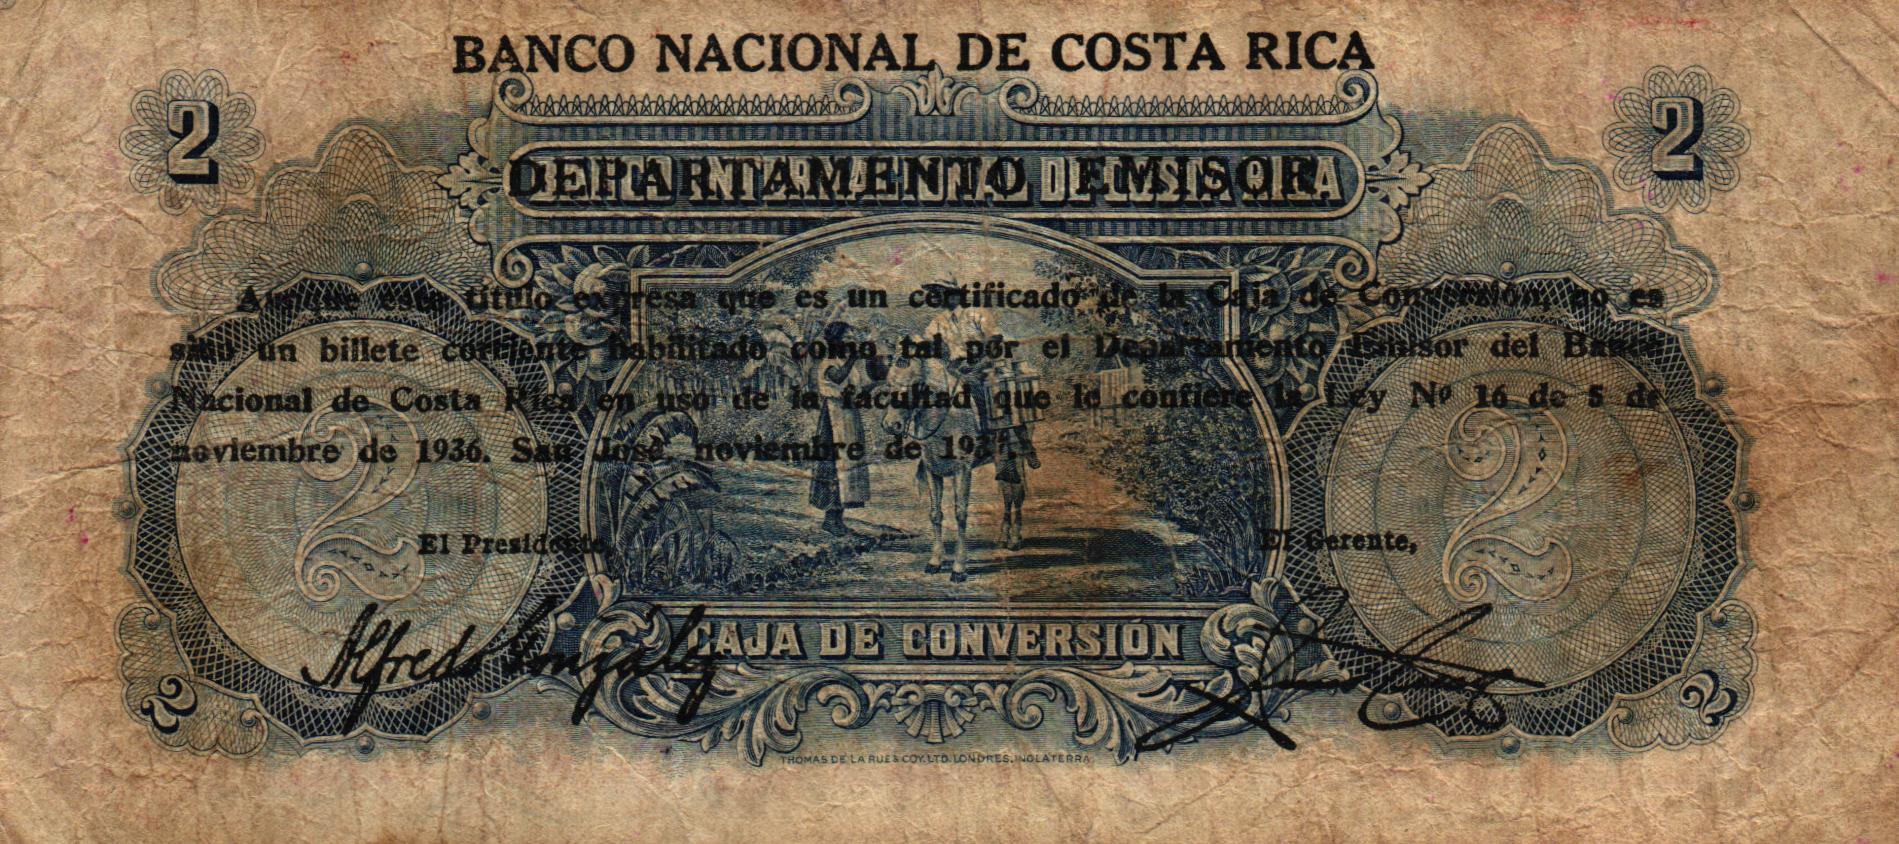 BANCO NACIONAL DE COSTA RICA
2 2
DEPARTAMENTO EMISOR
Aunque este título expresa que es un certificado de la Caja de Conversión, no es
sino un billete corriente habilitado como tal por el Departamento Emisor del Banco
Nacional de Costa Rica en uso de la facultad que le confiere la Ley Nº 16 de 5 de
noviembre de 1936. San José, noviembre de
2 2
El Presidente, El Gerente,
Alfredo González
CAJA DE CONVERSIÓN
2 2
THOMAS DE LA RUE & COY. LTD. LONDRES, INGLATERRA.